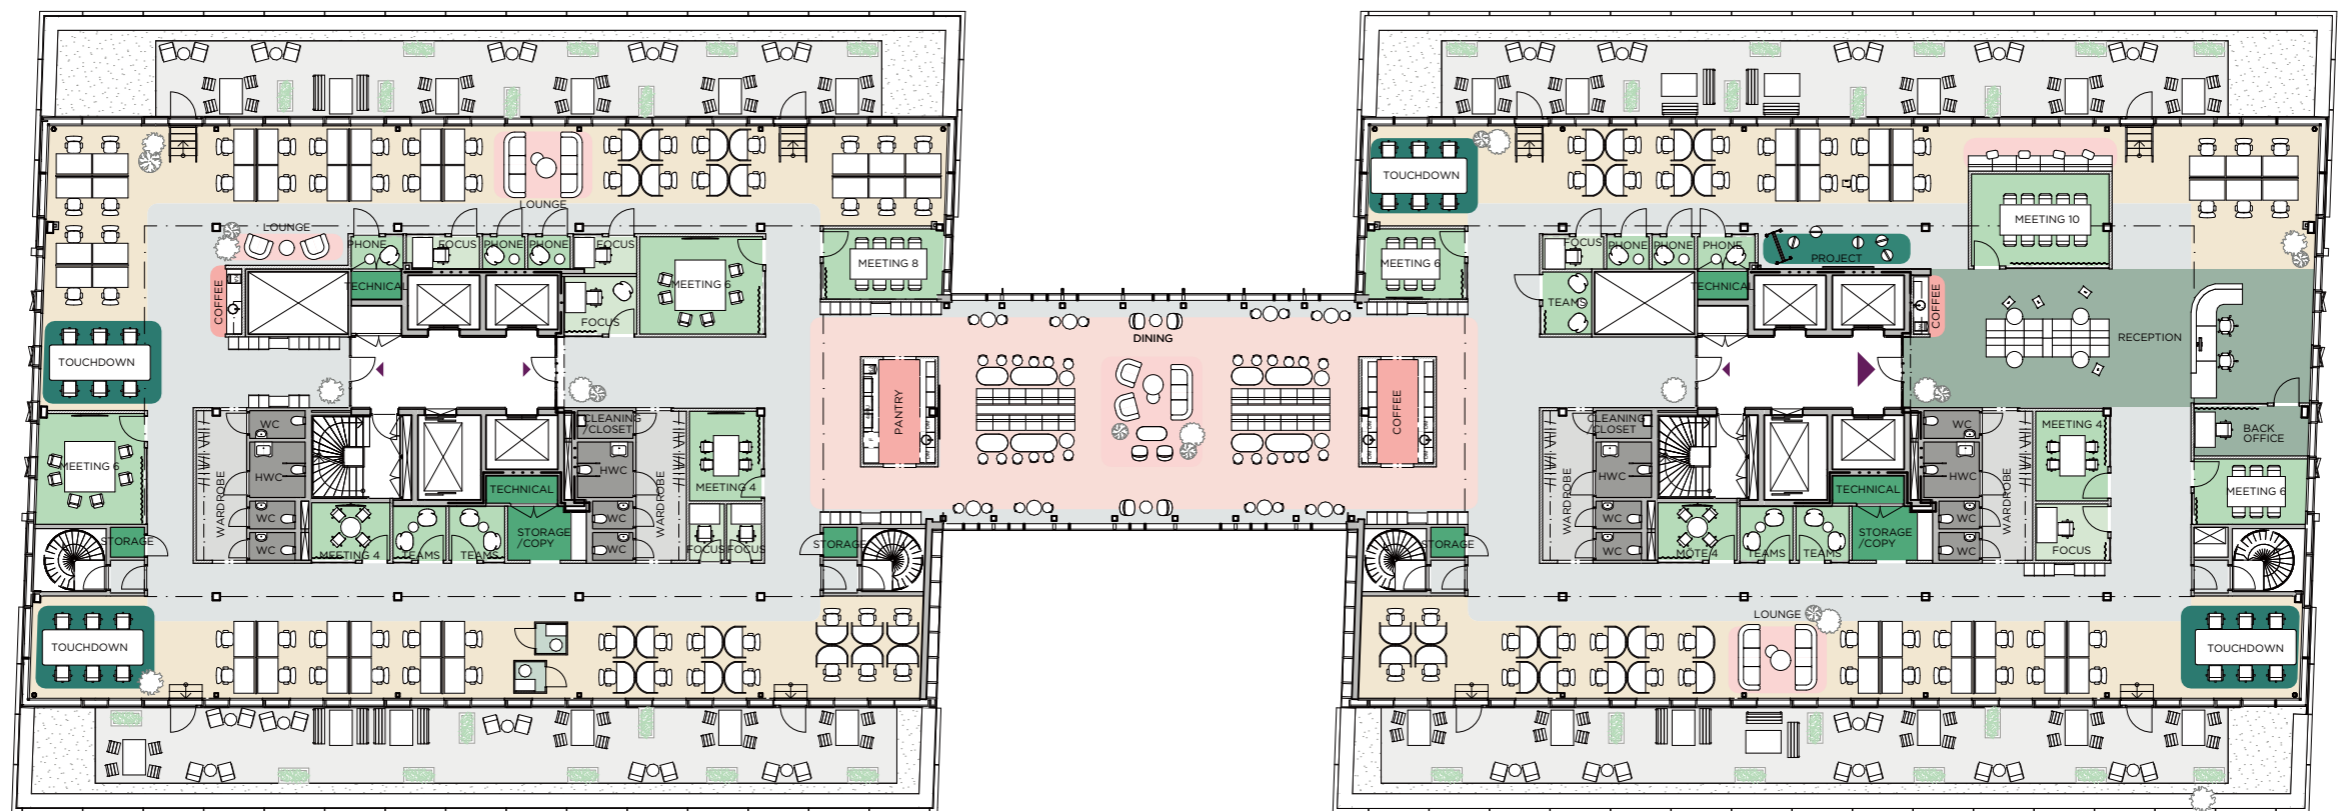 TOUCHDOWN
LOUNGE
LOUNGE
PHONE
FOCUS
PHONE
PHONE
FOCUS
MEETING 6
MEETING 8
MEETING 6
FOCUS
PHONE
PHONE
PHONE
PROJECT
MEETING 10
COFFEE
TECHNICAL
FOCUS
TEAMS
TECHNICAL
COFFEE
RECEPTION
TOUCHDOWN
DINING
PANTRY
COFFEE
MEETING 6
WARDROBE
WC
HWC
WC
WC
CLEANING
/CLOSET
HWC
WC
WC
WARDROBE
MEETING 4
TECHNICAL
STORAGE
/COPY
STORAGE
MEETING 4
TEAMS
TEAMS
FOCUS
FOCUS
STORAGE
WARDROBE
CLEANING
/CLOSET
HWC
WC
WC
WC
HWC
WC
WC
WARDROBE
MEETING 4
BACK
OFFICE
MEETING 6
TECHNICAL
STORAGE
/COPY
STORAGE
MÖTE 4
TEAMS
TEAMS
FOCUS
TOUCHDOWN
LOUNGE
TOUCHDOWN